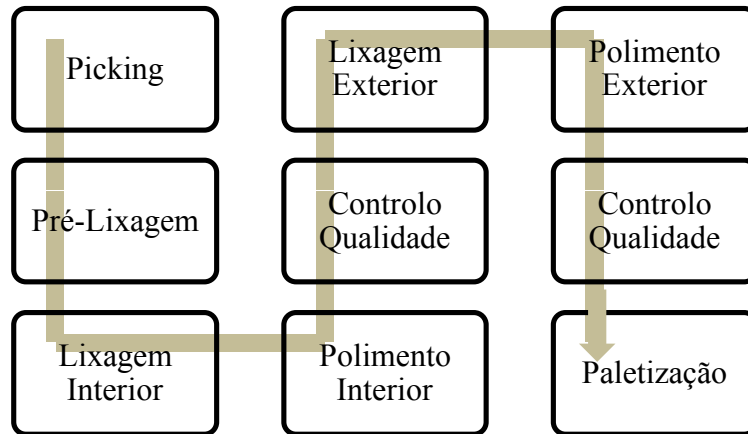 Picking
Pré-Lixagem
Lixagem
Interior
Polimento
Interior
Controlo
Qualidade
Lixagem
Exterior
Polimento
Exterior
Controlo
Qualidade
Paletização